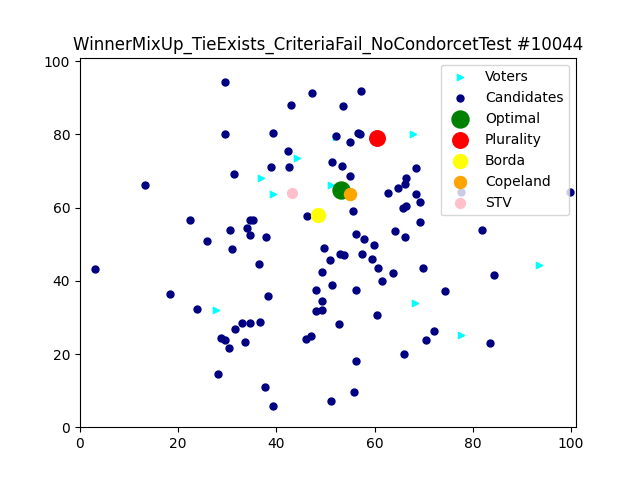 WinnerMixUp_TieExists_CriteriaFail_NoCondorcetTest #10044
100
80
60
40
20
0
0 20 40 60 80 100
Voters
Candidates
Optimal
Plurality
Borda
Copeland
STV